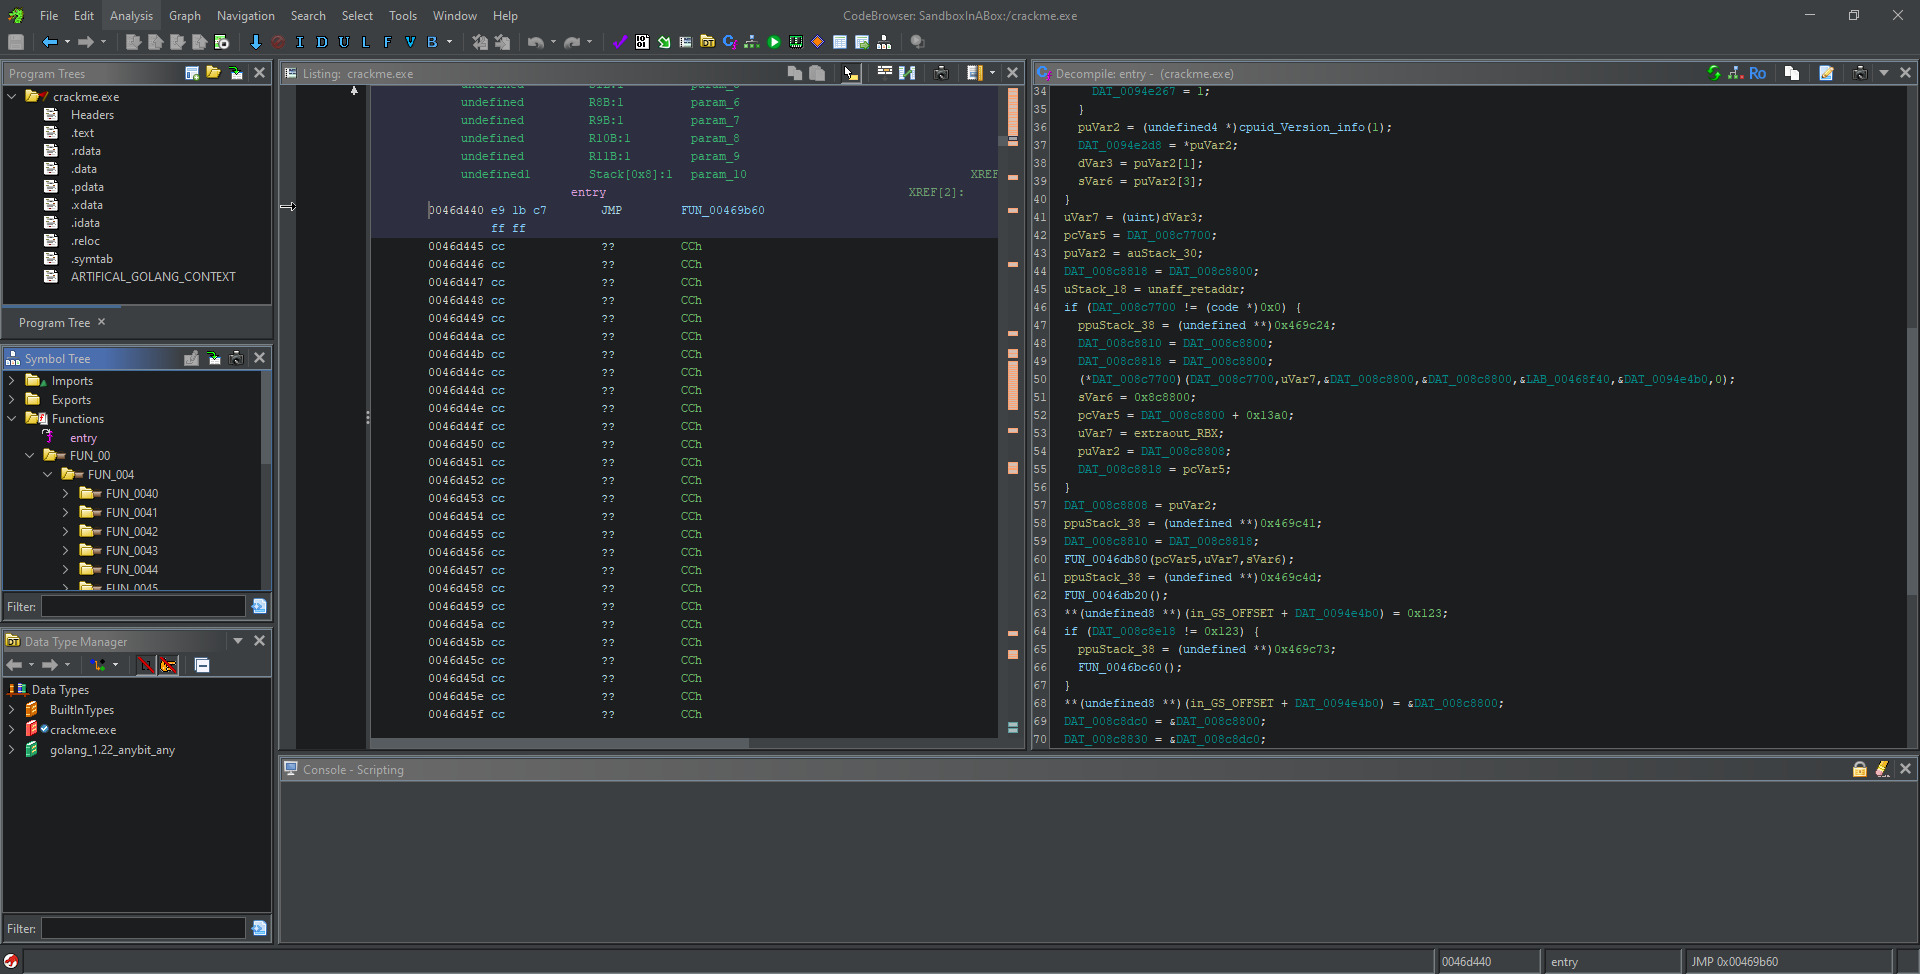 File Edit Analysis Graph Navigation Search Select Tools Window Help
CodeBrowser: SandboxInABox:/crackme.exe
I D U L F V B
Program Trees
crackme.exe
Headers
.text
.rdata
.data
.pdata
.xdata
.idata
.reloc
.symtab
ARTIFICAL_GOLANG_CONTEXT
Program Tree
Symbol Tree
Imports
Exports
Functions
entry
FUN_00
FUN_004
FUN_0040
FUN_0041
FUN_0042
FUN_0043
FUN_0044
FUN_0045
Filter:
Data Type Manager
Data Types
BuiltInTypes
crackme.exe
golang_1.22_anybit_any
Filter:
Listing: crackme.exe
undefined R8B:1 param_6
undefined R9B:1 param_7
undefined R10B:1 param_8
undefined R11B:1 param_9
undefined1 Stack[0x8]:1 param_10 XREF
entry XREF[2]:
0046d440 e9 1b c7 JMP FUN_00469b60
ff ff
0046d445 cc ?? CCh
0046d446 cc ?? CCh
0046d447 cc ?? CCh
0046d448 cc ?? CCh
0046d449 cc ?? CCh
0046d44a cc ?? CCh
0046d44b cc ?? CCh
0046d44c cc ?? CCh
0046d44d cc ?? CCh
0046d44e cc ?? CCh
0046d44f cc ?? CCh
0046d450 cc ?? CCh
0046d451 cc ?? CCh
0046d452 cc ?? CCh
0046d453 cc ?? CCh
0046d454 cc ?? CCh
0046d455 cc ?? CCh
0046d456 cc ?? CCh
0046d457 cc ?? CCh
0046d458 cc ?? CCh
0046d459 cc ?? CCh
0046d45a cc ?? CCh
0046d45b cc ?? CCh
0046d45c cc ?? CCh
0046d45d cc ?? CCh
0046d45e cc ?? CCh
0046d45f cc ?? CCh
Decompile: entry - (crackme.exe)
Ro
34 DAT_0094e267 = 1;
35 }
36 puVar2 = (undefined4 *)cpuid_Version_info(1);
37 DAT_0094e2d8 = *puVar2;
38 dVar3 = puVar2[1];
39 sVar6 = puVar2[3];
40 }
41 uVar7 = (uint)dVar3;
42 pcVar5 = DAT_008c7700;
43 puVar2 = auStack_30;
44 DAT_008c8818 = DAT_008c8800;
45 uStack_18 = unaff_retaddr;
46 if (DAT_008c7700 != (code *)0x0) {
47 ppuStack_38 = (undefined **)0x469c24;
48 DAT_008c8810 = DAT_008c8800;
49 DAT_008c8818 = DAT_008c8800;
50 (*DAT_008c7700)(DAT_008c7700,uVar7,&DAT_008c8800,&DAT_008c8800,&LAB_00468f40,&DAT_0094e4b0,0);
51 sVar6 = 0x8c8800;
52 pcVar5 = DAT_008c8800 + 0x13a0;
53 uVar7 = extraout_RBX;
54 puVar2 = DAT_008c8808;
55 DAT_008c8818 = pcVar5;
56 }
57 DAT_008c8808 = puVar2;
58 ppuStack_38 = (undefined **)0x469c41;
59 DAT_008c8810 = DAT_008c8818;
60 FUN_0046db80(pcVar5,uVar7,sVar6);
61 ppuStack_38 = (undefined **)0x469c4d;
62 FUN_0046db20();
63 **(undefined8 **)(in_GS_OFFSET + DAT_0094e4b0) = 0x123;
64 if (DAT_008c8e18 != 0x123) {
65 ppuStack_38 = (undefined **)0x469c73;
66 FUN_0046bc60();
67 }
68 **(undefined8 **)(in_GS_OFFSET + DAT_0094e4b0) = &DAT_008c8800;
69 DAT_008c8dc0 = &DAT_008c8800;
70 DAT_008c8830 = &DAT_008c8dc0;
Console - Scripting
0046d440 entry JMP 0x00469b60